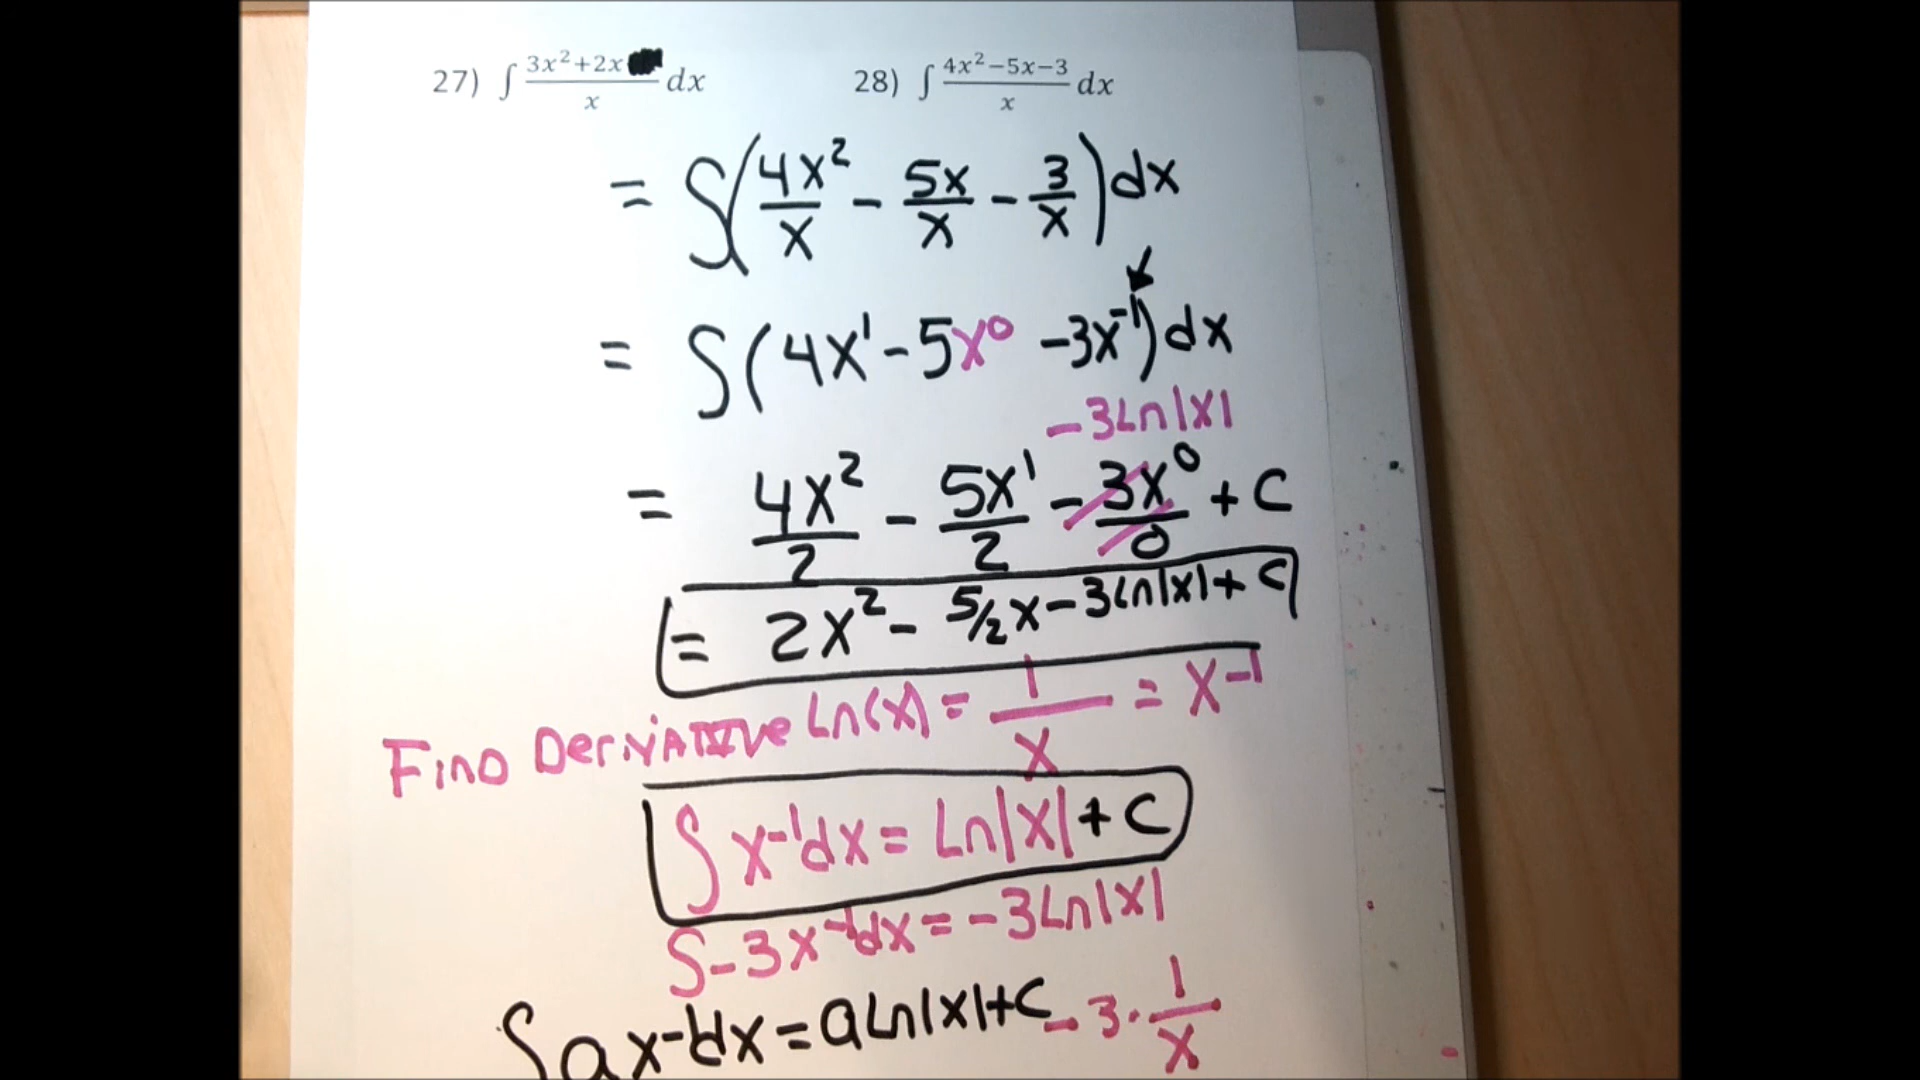 27) ∫ 3x²+2x / x dx 28) ∫ 4x²−5x−3 / x dx
= ∫(4x²/x − 5x/x − 3/x)dx
= ∫(4x¹ − 5x⁰ − 3x⁻¹)dx
− 3Ln|x|
= 4x²/2 − 5x¹/2 − 3x⁰/0 + C
= 2x² − 5/2x − 3Ln|x| + C
Find Derivative Ln(x) = 1/x = x⁻¹
∫ x⁻¹dx = Ln|x| + C
∫ −3x⁻¹dx = −3Ln|x|
∫ ax⁻¹dx = aLn|x| + C − 3 · 1/x